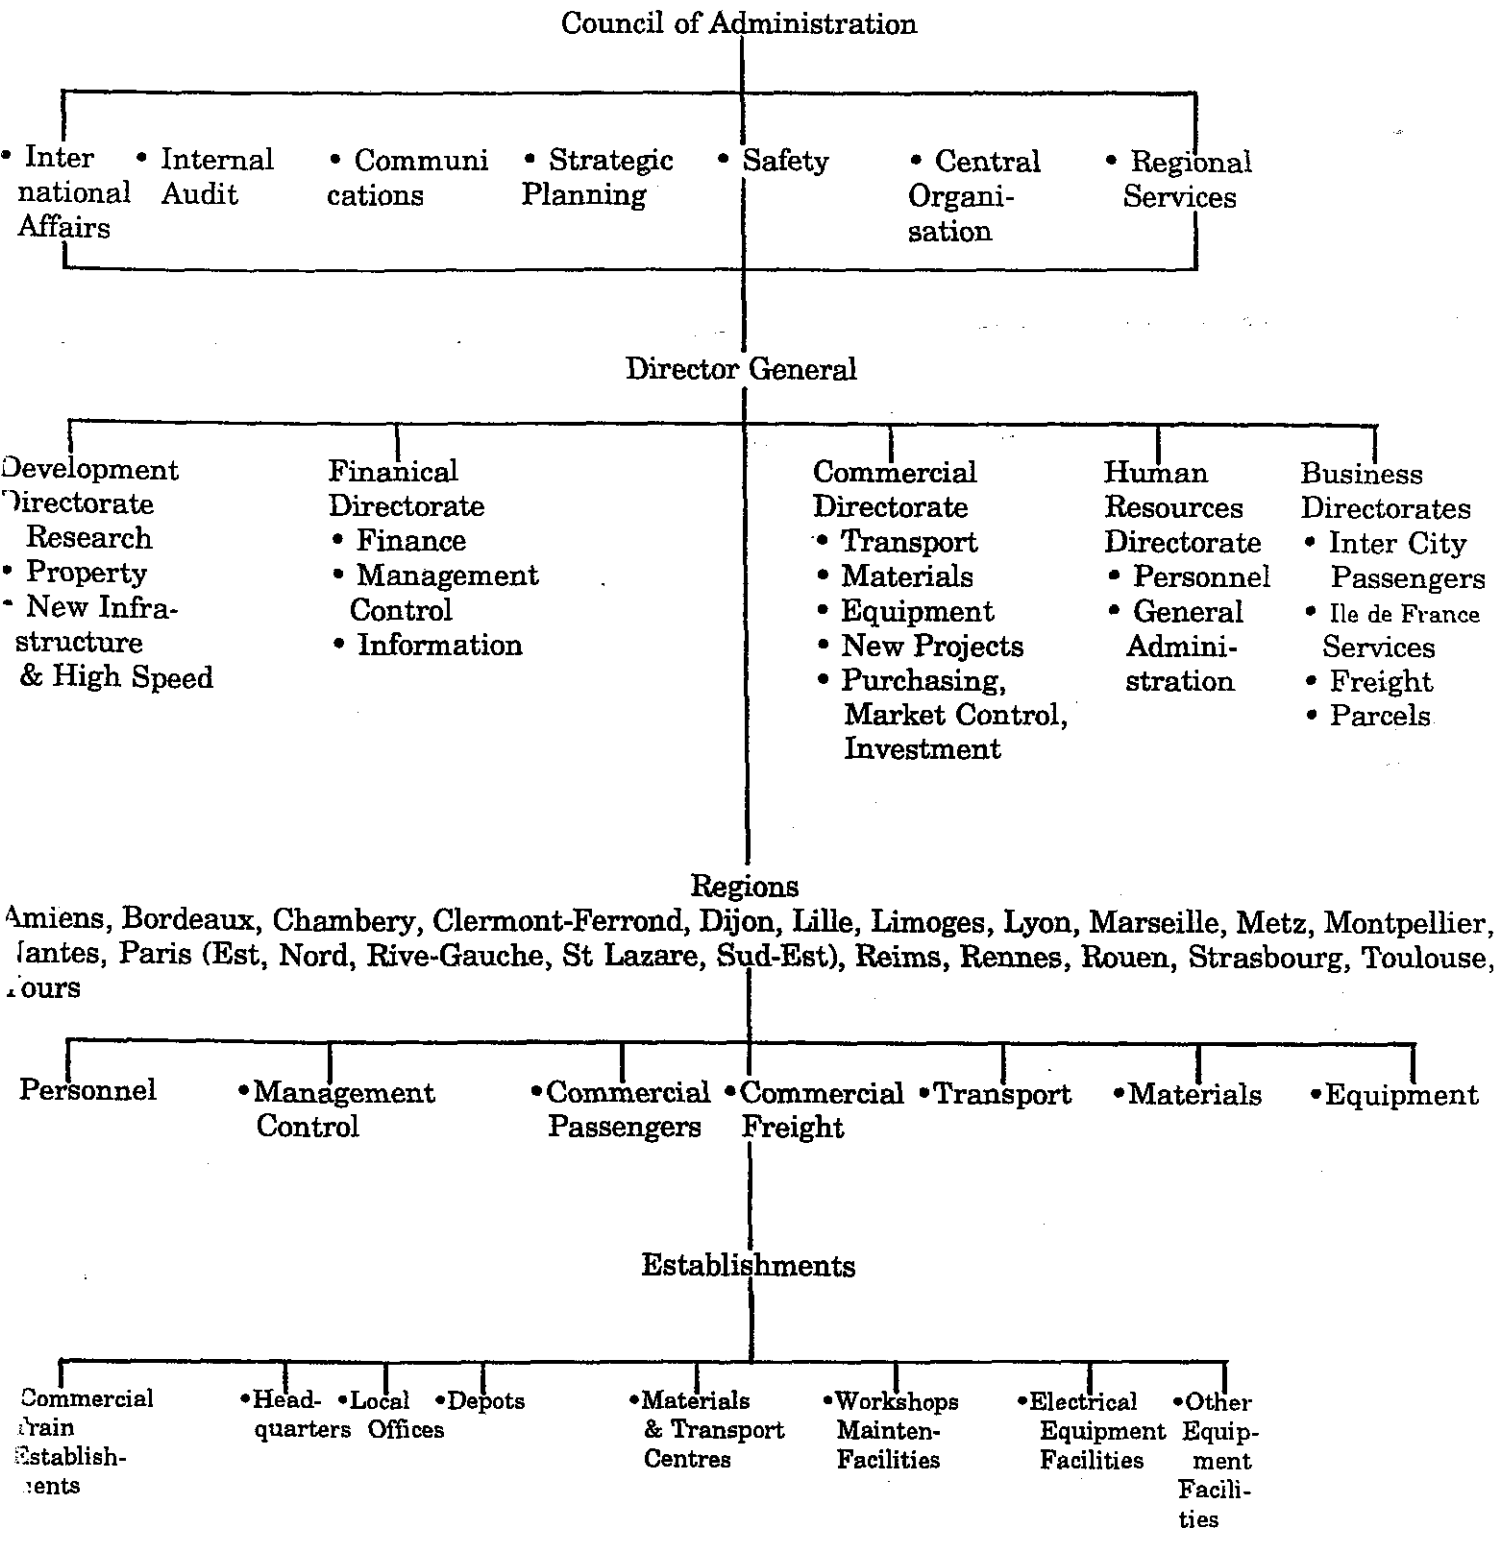 Council of Administration
• Inter
national
Affairs
• Internal
Audit
• Communi
cations
• Strategic
Planning
• Safety
• Central
Organi-
sation
• Regional
Services
Director General
Development
Directorate
Research
• Property
- New Infra-
structure
& High Speed
Finanical
Directorate
• Finance
• Management
Control
• Information
Commercial
Directorate
• Transport
• Materials
• Equipment
• New Projects
• Purchasing,
Market Control,
Investment
Human
Resources
Directorate
• Personnel
• General
Admini-
stration
Business
Directorates
• Inter City
Passengers
• Ile de France
Services
• Freight
• Parcels
Regions
Amiens, Bordeaux, Chambery, Clermont-Ferrond, Dijon, Lille, Limoges, Lyon, Marseille, Metz, Montpellier,
Nantes, Paris (Est, Nord, Rive-Gauche, St Lazare, Sud-Est), Reims, Rennes, Rouen, Strasbourg, Toulouse,
Tours
Personnel
•Management
Control
•Commercial
Passengers
•Commercial
Freight
•Transport
•Materials
•Equipment
Establishments
Commercial
Train
Establish-
ments
•Head-
quarters
•Local
Offices
•Depots
•Materials
& Transport
Centres
•Workshops
Mainten-
Facilities
•Electrical
Equipment
Facilities
•Other
Equip-
ment
Facili-
ties